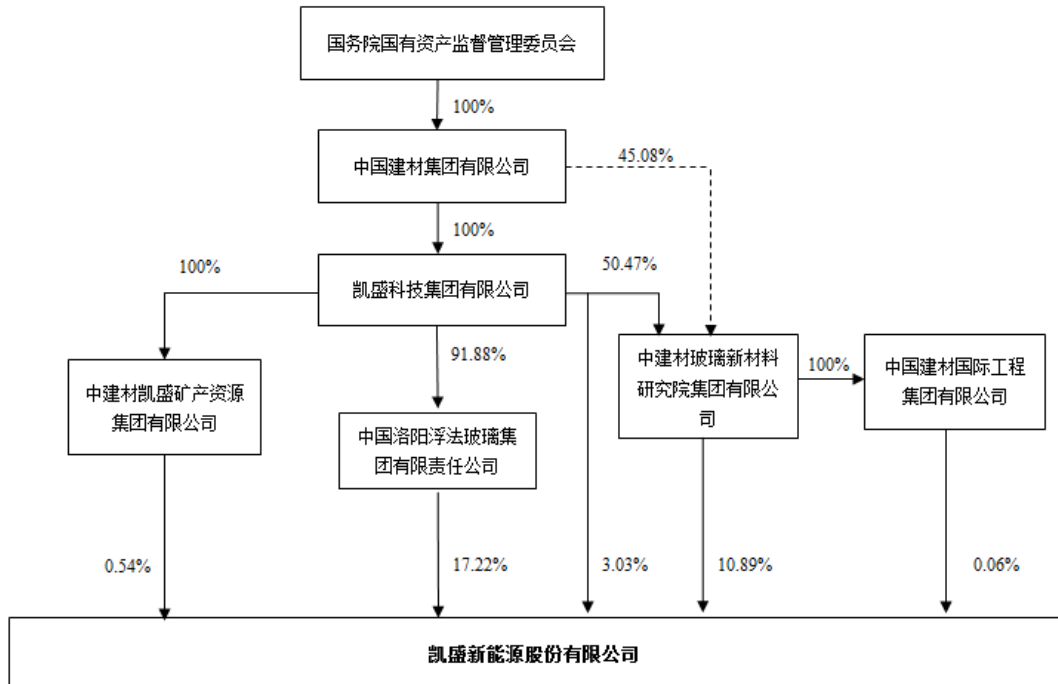 国务院国有资产监督管理委员会
100%
中国建材集团有限公司
45.08%
100%
100%
凯盛科技集团有限公司
50.47%
91.88%
中建材凯盛矿产资源
集团有限公司
中国洛阳浮法玻璃集
团有限责任公司
中建材玻璃新材料
研究院集团有限公
司
100%
中国建材国际工程
集团有限公司
0.54%
17.22%
3.03%
10.89%
0.06%
凯盛新能源股份有限公司